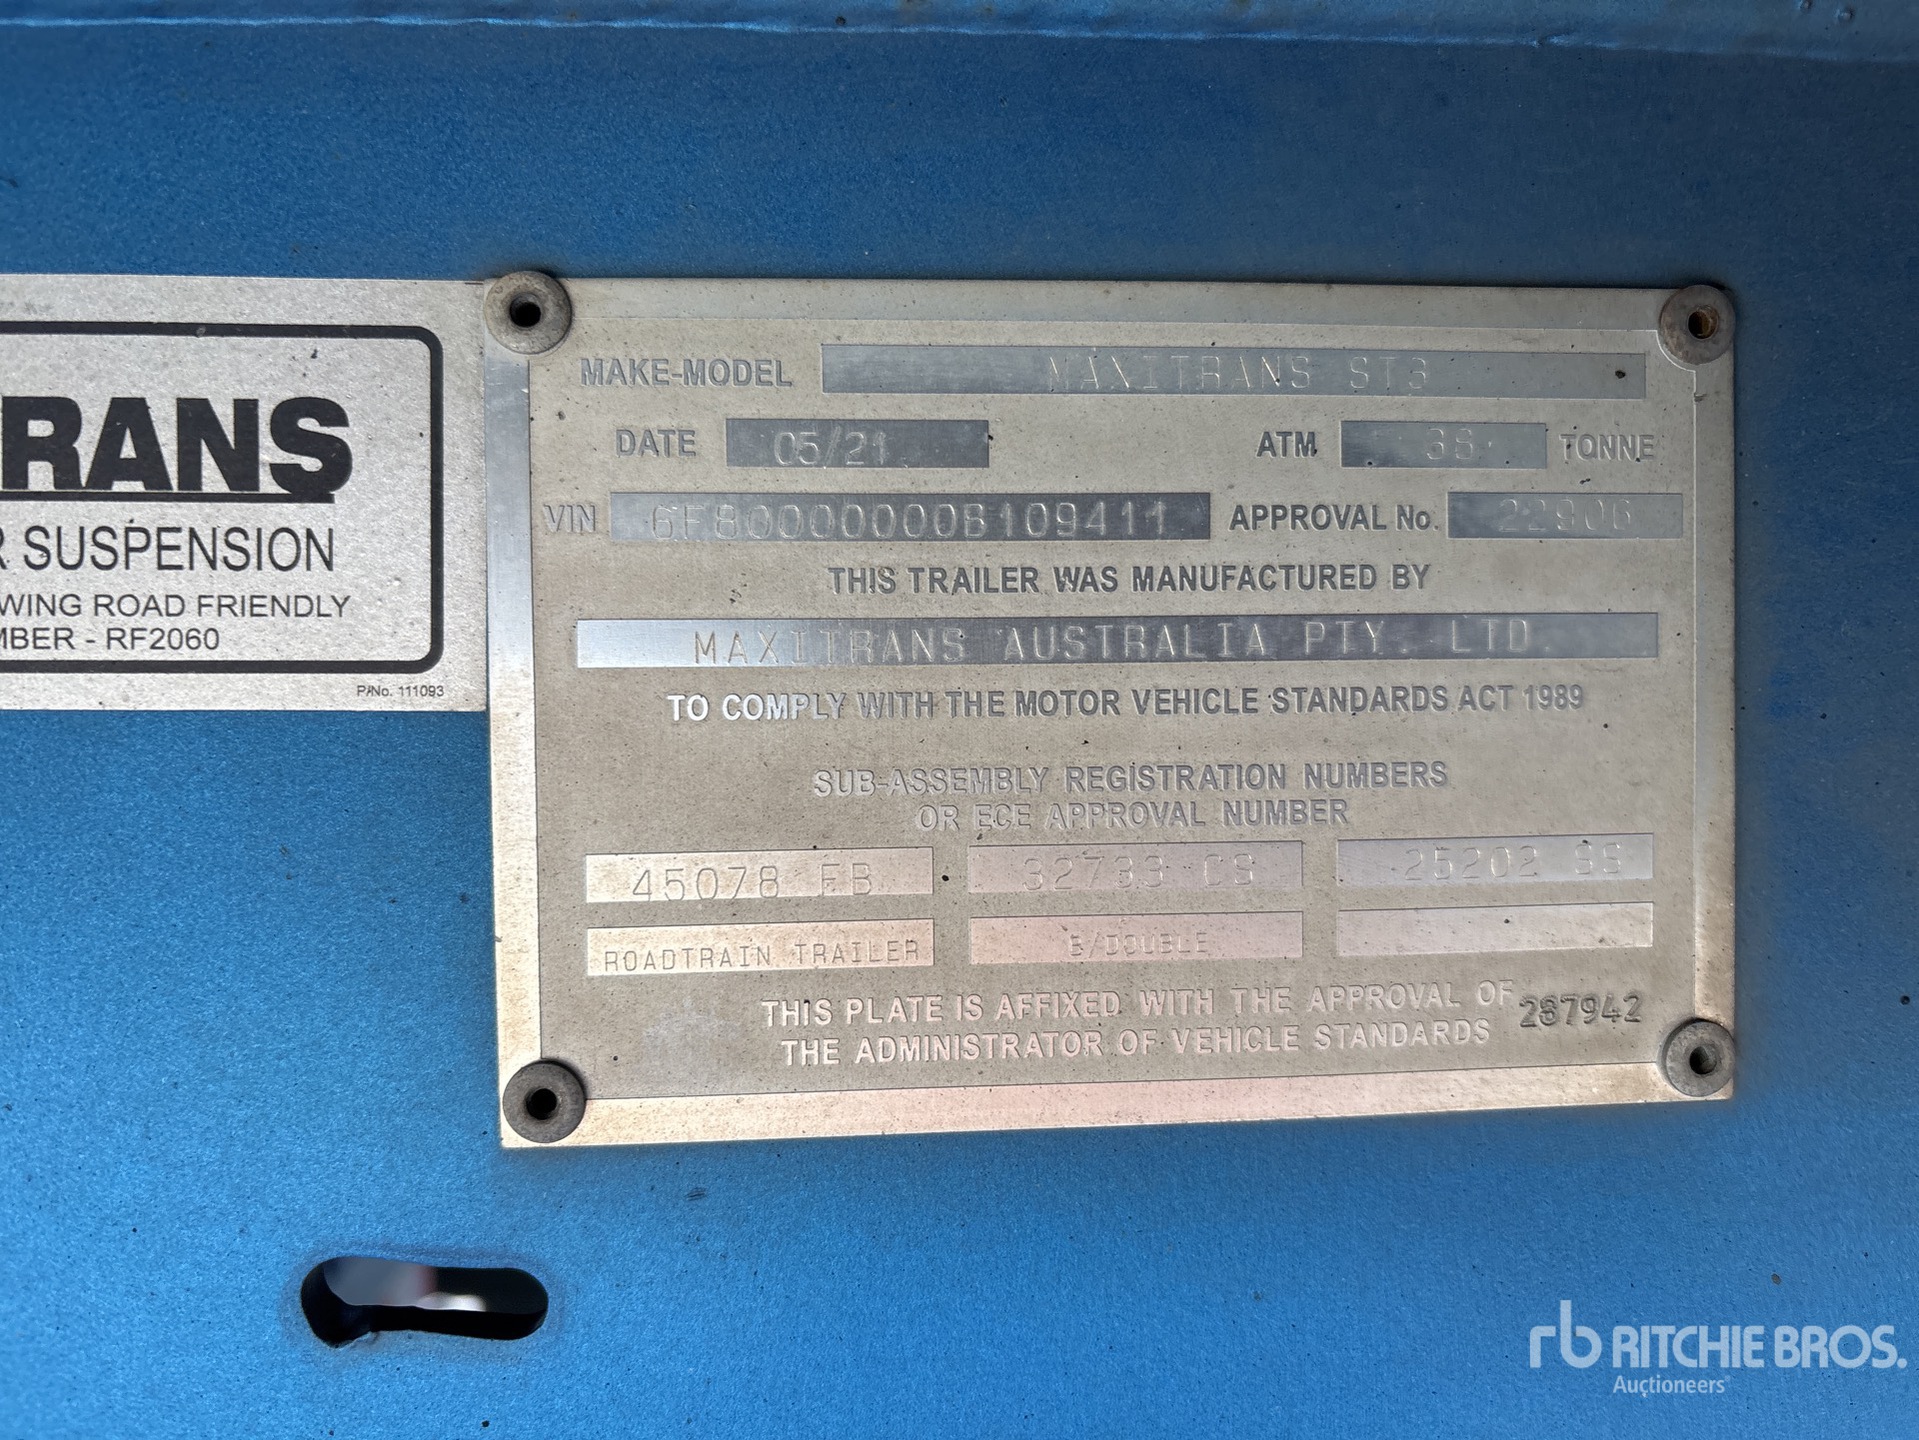 RANS
R SUSPENSION
WING ROAD FRIENDLY
MBER - RF2060
P/No. 111093
MAKE-MODEL MAXITRANS ST3
DATE 05/21 ATM 38 TONNE
VIN 6F80000000B109411 APPROVAL No. 22906
THIS TRAILER WAS MANUFACTURED BY
MAXITRANS AUSTRALIA PTY. LTD.
TO COMPLY WITH THE MOTOR VEHICLE STANDARDS ACT 1989
SUB-ASSEMBLY REGISTRATION NUMBERS
OR ECE APPROVAL NUMBER
45078 FB 32733 CS 25202 SS
ROADTRAIN TRAILER B/DOUBLE
THIS PLATE IS AFFIXED WITH THE APPROVAL OF 287942
THE ADMINISTRATOR OF VEHICLE STANDARDS
rb RITCHIE BROS.
Auctioneers